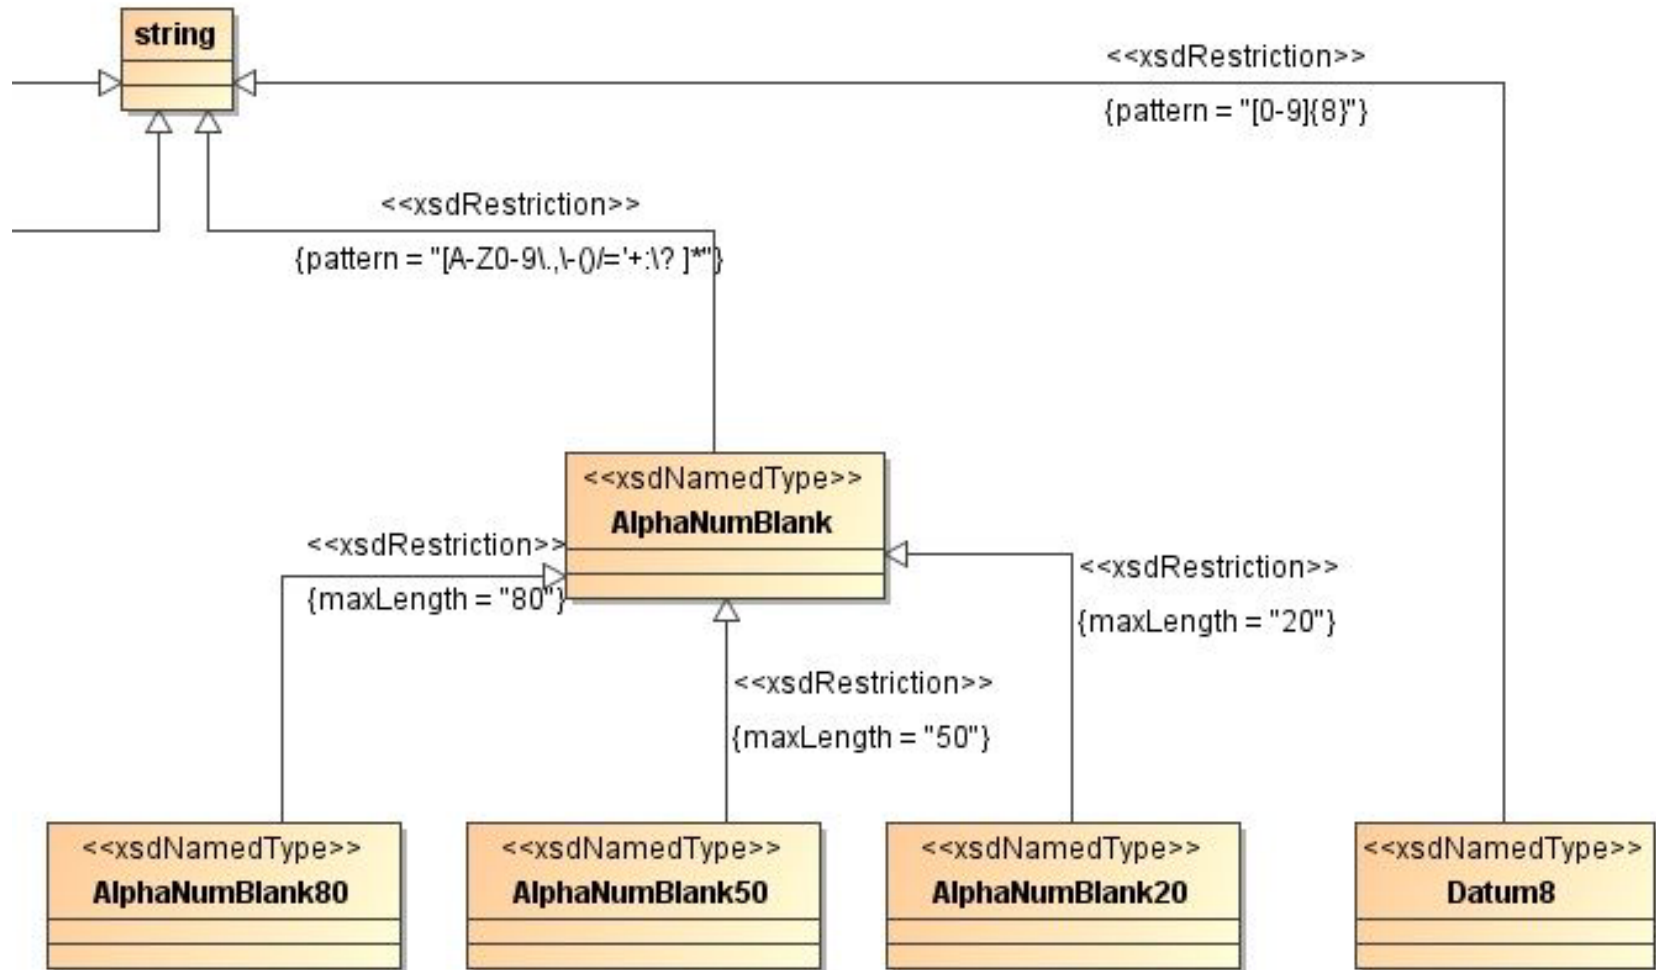 string
<<xsdRestriction>>
{pattern = "[0-9]{8}"}
<<xsdRestriction>>
{pattern = "[A-Z0-9\.,\-()/='+:\? ]*"}
<<xsdNamedType>>
AlphaNumBlank
<<xsdRestriction>>
{maxLength = "80"}
<<xsdRestriction>>
{maxLength = "20"}
<<xsdRestriction>>
{maxLength = "50"}
<<xsdNamedType>>
AlphaNumBlank80
<<xsdNamedType>>
AlphaNumBlank50
<<xsdNamedType>>
AlphaNumBlank20
<<xsdNamedType>>
Datum8